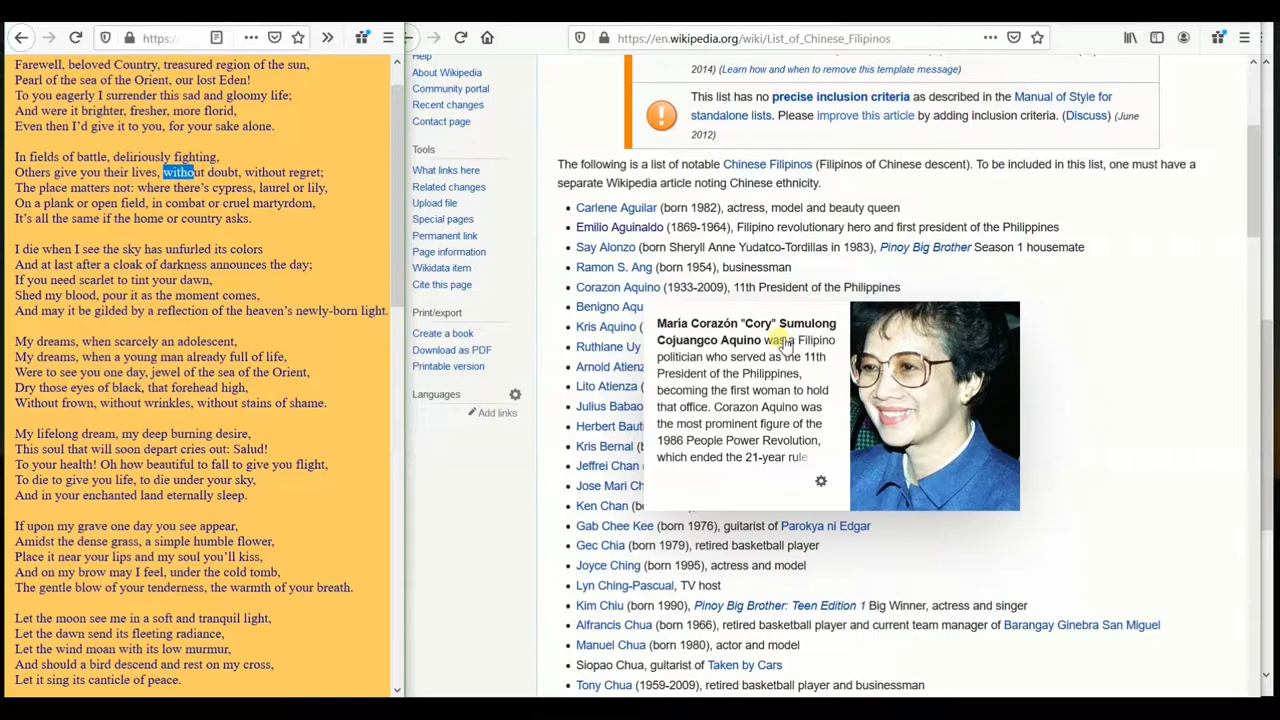 https://
Farewell, beloved Country, treasured region of the sun,
Pearl of the sea of the Orient, our lost Eden!
To you eagerly I surrender this sad and gloomy life;
And were it brighter, fresher, more florid,
Even then I’d give it to you, for your sake alone.
In fields of battle, deliriously fighting,
Others give you their lives, without doubt, without regret;
The place matters not: where there’s cypress, laurel or lily,
On a plank or open field, in combat or cruel martyrdom,
It’s all the same if the home or country asks.
I die when I see the sky has unfurled its colors
And at last after a cloak of darkness announces the day;
If you need scarlet to tint your dawn,
Shed my blood, pour it as the moment comes,
And may it be gilded by a reflection of the heaven’s newly-born light.
My dreams, when scarcely an adolescent,
My dreams, when a young man already full of life,
Were to see you one day, jewel of the sea of the Orient,
Dry those eyes of black, that forehead high,
Without frown, without wrinkles, without stains of shame.
My lifelong dream, my deep burning desire,
This soul that will soon depart cries out: Salud!
To your health! Oh how beautiful to fall to give you flight,
To die to give you life, to die under your sky,
And in your enchanted land eternally sleep.
If upon my grave one day you see appear,
Amidst the dense grass, a simple humble flower,
Place it near your lips and my soul you’ll kiss,
And on my brow may I feel, under the cold tomb,
The gentle blow of your tenderness, the warmth of your breath.
Let the moon see me in a soft and tranquil light,
Let the dawn send its fleeting radiance,
Let the wind moan with its low murmur,
And should a bird descend and rest on my cross,
Let it sing its canticle of peace.
https://en.wikipedia.org/wiki/List_of_Chinese_Filipinos
Help
About Wikipedia
Community portal
Recent changes
Contact page
Tools
What links here
Related changes
Upload file
Special pages
Permanent link
Page information
Wikidata item
Cite this page
Print/export
Create a book
Download as PDF
Printable version
Languages
Add links
2014) (Learn how and when to remove this template message)
This list has no precise inclusion criteria as described in the Manual of Style for
standalone lists. Please improve this article by adding inclusion criteria. (Discuss) (June
2012)
The following is a list of notable Chinese Filipinos (Filipinos of Chinese descent). To be included in this list, one must have a
separate Wikipedia article noting Chinese ethnicity.
Carlene Aguilar (born 1982), actress, model and beauty queen
Emilio Aguinaldo (1869-1964), Filipino revolutionary hero and first president of the Philippines
Say Alonzo (born Sheryll Anne Yudatco-Tordillas in 1983), Pinoy Big Brother Season 1 housemate
Ramon S. Ang (born 1954), businessman
Corazon Aquino (1933-2009), 11th President of the Philippines
Benigno Aqu
Kris Aquino (
Ruthlane Uy
Arnold Atienz
Lito Atienza (
Julius Babao
Herbert Baut
Kris Bernal (
Jeffrei Chan (
Jose Mari Ch
Ken Chan (b
María Corazón "Cory" Sumulong
Cojuangco Aquino was a Filipino
politician who served as the 11th
President of the Philippines,
becoming the first woman to hold
that office. Corazon Aquino was
the most prominent figure of the
1986 People Power Revolution,
which ended the 21-year rule
Gab Chee Kee (born 1976), guitarist of Parokya ni Edgar
Gec Chia (born 1979), retired basketball player
Joyce Ching (born 1995), actress and model
Lyn Ching-Pascual, TV host
Kim Chiu (born 1990), Pinoy Big Brother: Teen Edition 1 Big Winner, actress and singer
Alfrancis Chua (born 1966), retired basketball player and current team manager of Barangay Ginebra San Miguel
Manuel Chua (born 1980), actor and model
Siopao Chua, guitarist of Taken by Cars
Tony Chua (1959-2009), retired basketball player and businessman